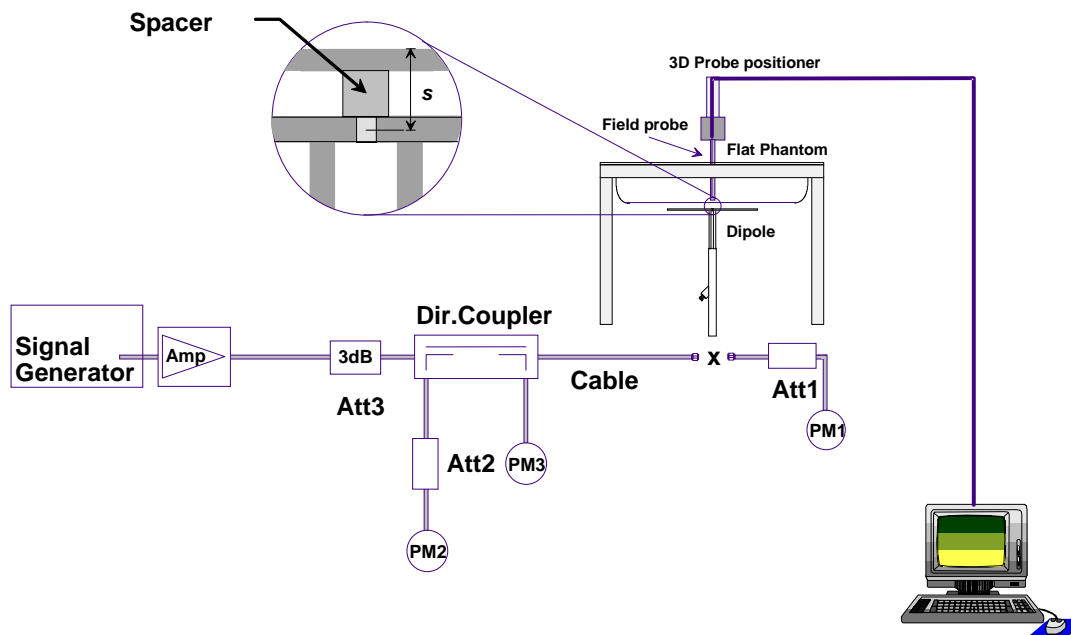 Spacer
s
3D Probe positioner
Field probe
Flat Phantom
Dipole
Dir.Coupler
Signal
Generator
Amp
3dB
Att3
Cable
x
Att1
PM1
Att2
PM3
PM2